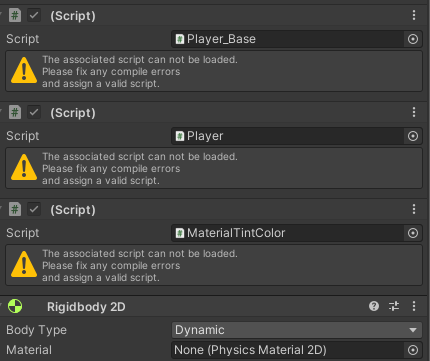 (Script)
Script Player_Base
The associated script can not be loaded.
Please fix any compile errors
and assign a valid script.
(Script)
Script Player
The associated script can not be loaded.
Please fix any compile errors
and assign a valid script.
(Script)
Script MaterialTintColor
The associated script can not be loaded.
Please fix any compile errors
and assign a valid script.
Rigidbody 2D
Body Type Dynamic
Material None (Physics Material 2D)